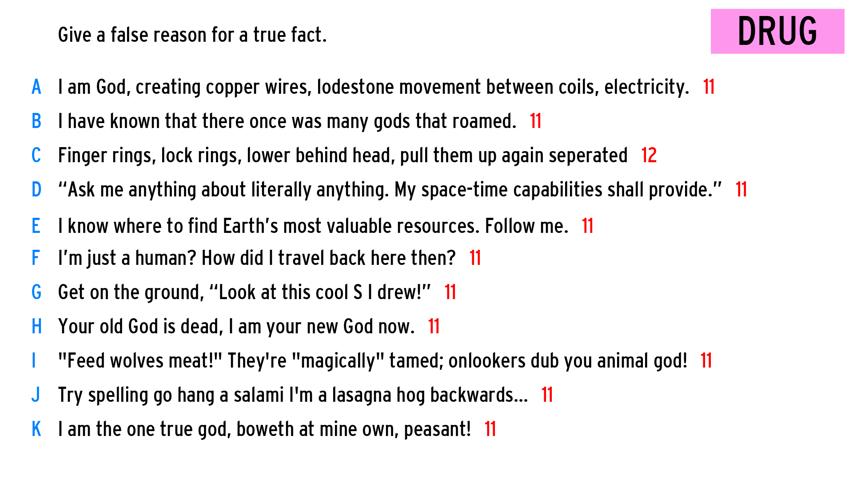 Give a false reason for a true fact.
DRUG
A I am God, creating copper wires, lodestone movement between coils, electricity. 11
B I have known that there once was many gods that roamed. 11
C Finger rings, lock rings, lower behind head, pull them up again seperated 12
D “Ask me anything about literally anything. My space-time capabilities shall provide.” 11
E I know where to find Earth’s most valuable resources. Follow me. 11
F I’m just a human? How did I travel back here then? 11
G Get on the ground, “Look at this cool S I drew!” 11
H Your old God is dead, I am your new God now. 11
I "Feed wolves meat!" They're "magically" tamed; onlookers dub you animal god! 11
J Try spelling go hang a salami I'm a lasagna hog backwards... 11
K I am the one true god, boweth at mine own, peasant! 11